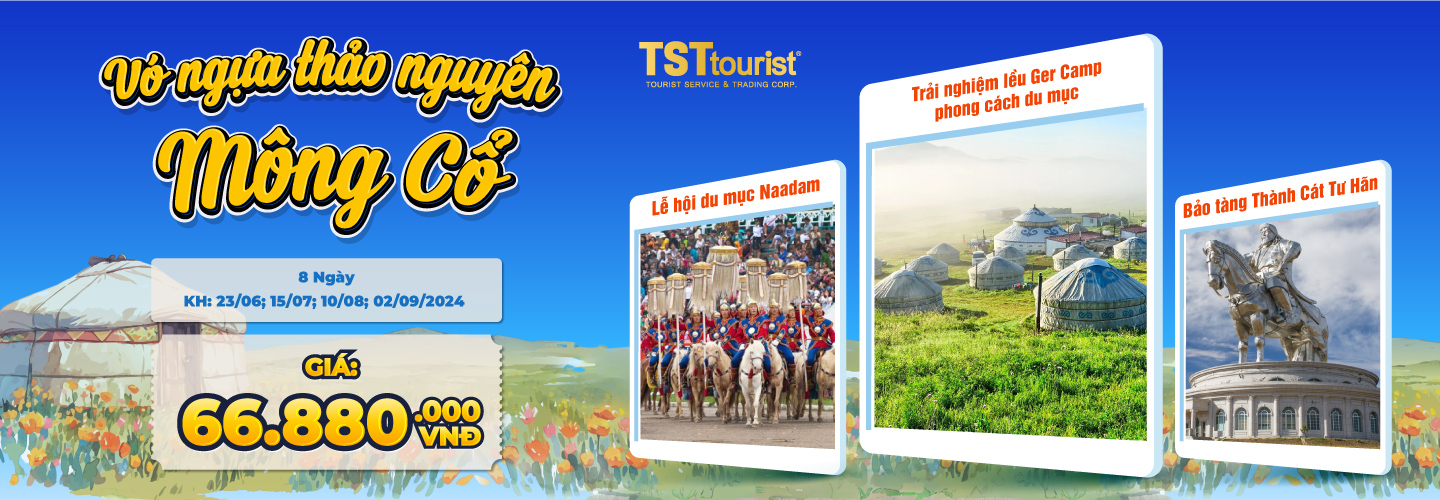 Vó ngựa thảo nguyên
Mông Cổ
8 Ngày
KH: 23/06; 15/07; 10/08; 02/09/2024
GIÁ:
66.880.000 VNĐ
TSTtourist®
TOURIST SERVICE & TRADING CORP.
Lễ hội du mục Naadam
Trải nghiệm lều Ger Camp
phong cách du mục
Bảo tàng Thành Cát Tư Hãn